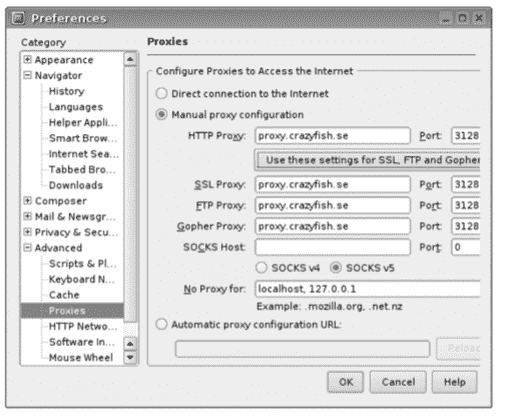 Preferences
Category
Appearance
Navigator
History
Languages
Helper Appli...
Smart Brow...
Internet Sea...
Tabbed Bro...
Downloads
Composer
Mail & Newsgr...
Privacy & Secu...
Advanced
Scripts & Pl...
Keyboard N...
Cache
Proxies
HTTP Netwo...
Software In...
Mouse Wheel
Proxies
Configure Proxies to Access the Internet
Direct connection to the Internet
Manual proxy configuration
HTTP Proxy: proxy.crazyfish.se Port: 3128
Use these settings for SSL, FTP and Gopher
SSL Proxy: proxy.crazyfish.se Port: 3128
FTP Proxy: proxy.crazyfish.se Port: 3128
Gopher Proxy: proxy.crazyfish.se Port: 3128
SOCKS Host: Port: 0
SOCKS v4 SOCKS v5
No Proxy for: localhost, 127.0.0.1
Example: .mozilla.org, .net.nz
Automatic proxy configuration URL:
Reload
OK Cancel Help